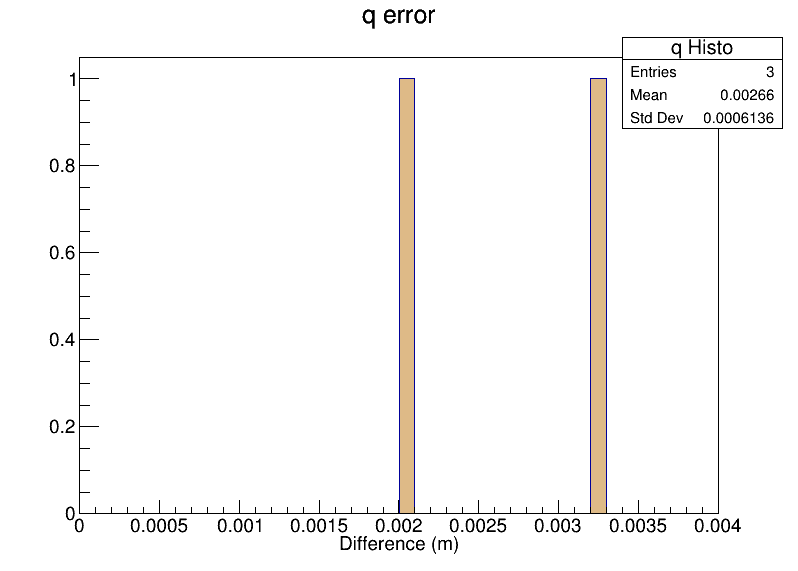 q error
q Histo
Entries 3
Mean 0.00266
Std Dev 0.0006136
1
0.8
0.6
0.4
0.2
0
0 0.0005 0.001 0.0015 0.002 0.0025 0.003 0.0035 0.004
Difference (m)